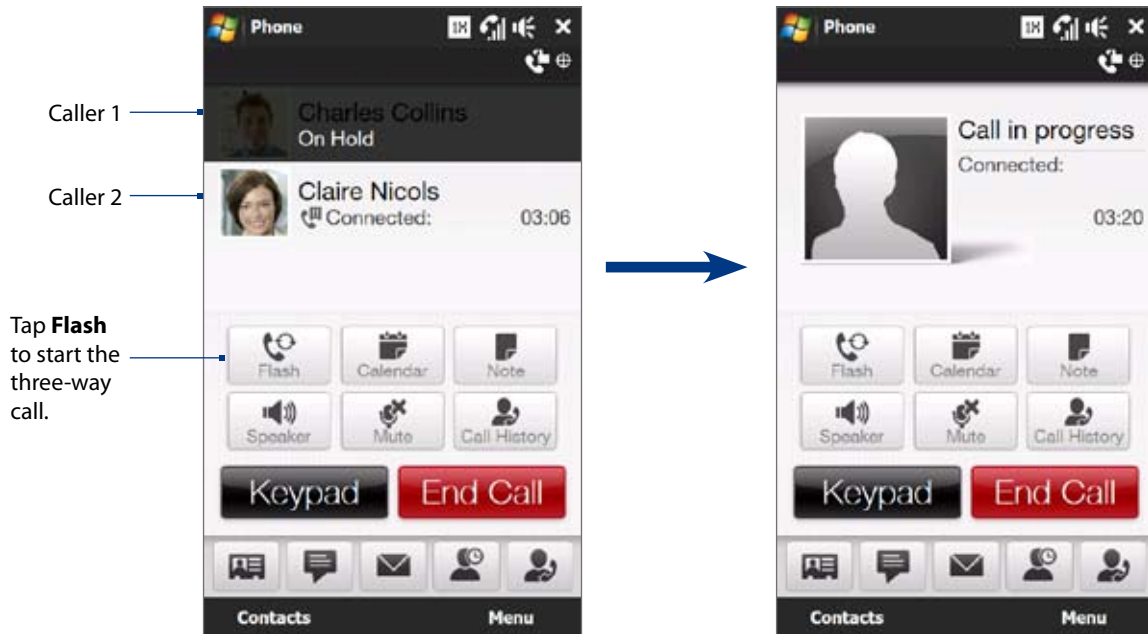 Phone
1X
Caller 1
Charles Collins
On Hold
Caller 2
Claire Nicols
Connected:
03:06
Tap Flash
to start the
three-way
call.
Flash
Calendar
Note
Speaker
Mute
Call History
Keypad
End Call
Contacts
Menu
Phone
1X
Call in progress
Connected:
03:20
Flash
Calendar
Note
Speaker
Mute
Call History
Keypad
End Call
Contacts
Menu